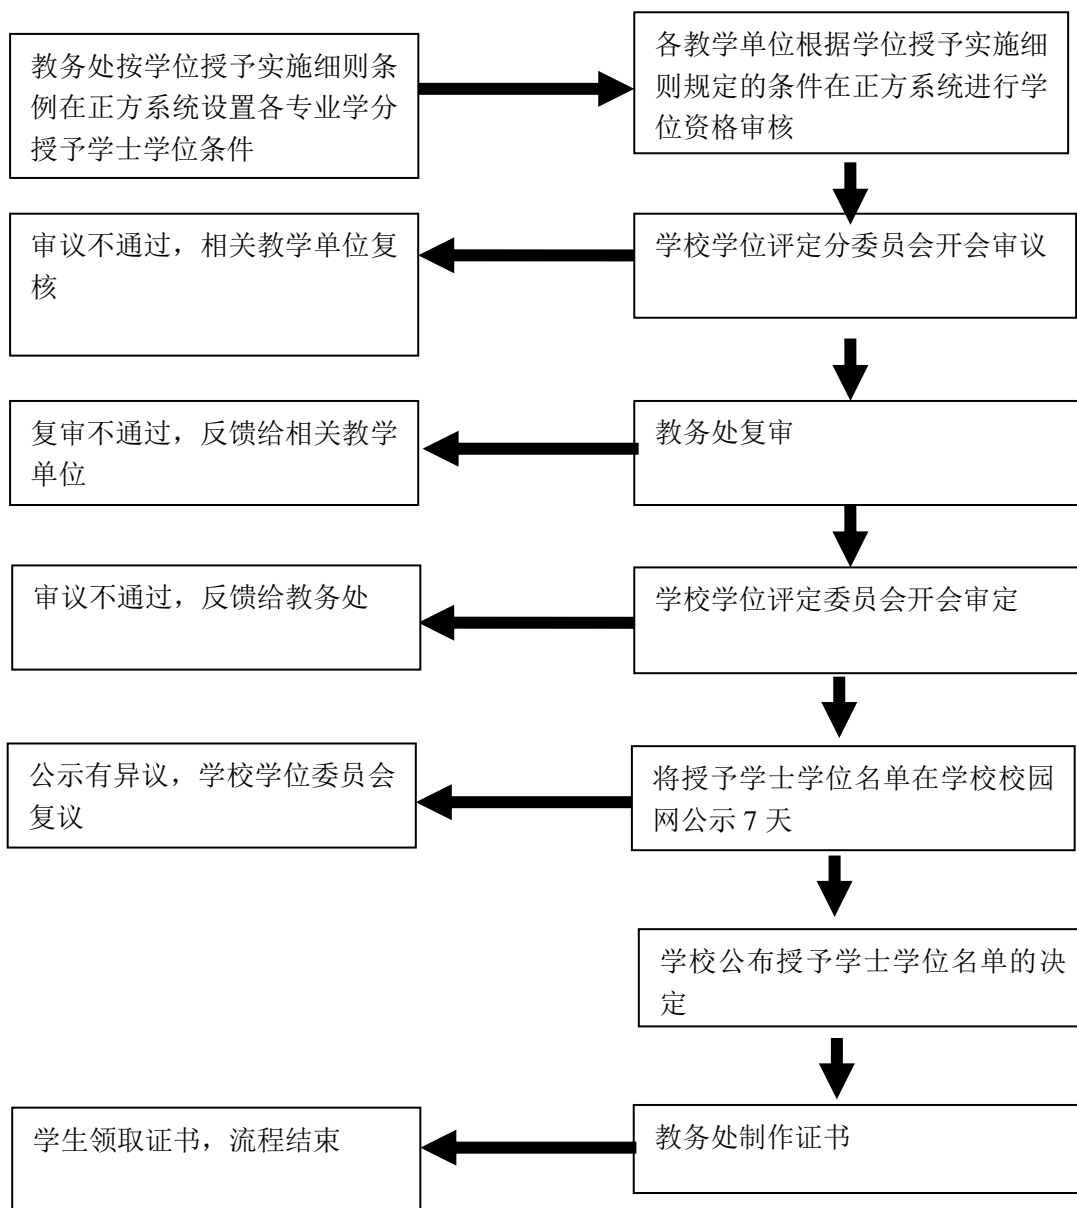 教务处按学位授予实施细则条
例在正方系统设置各专业学分
授予学士学位条件
各教学单位根据学位授予实施细
则规定的条件在正方系统进行学
位资格审核
审议不通过，相关教学单位复
核
学校学位评定分委员会开会审议
复审不通过，反馈给相关教学
单位
教务处复审
审议不通过，反馈给教务处
学校学位评定委员会开会审定
公示有异议，学校学位委员会
复议
将授予学士学位名单在学校校园
网公示 7 天
学校公布授予学士学位名单的决
定
学生领取证书，流程结束
教务处制作证书